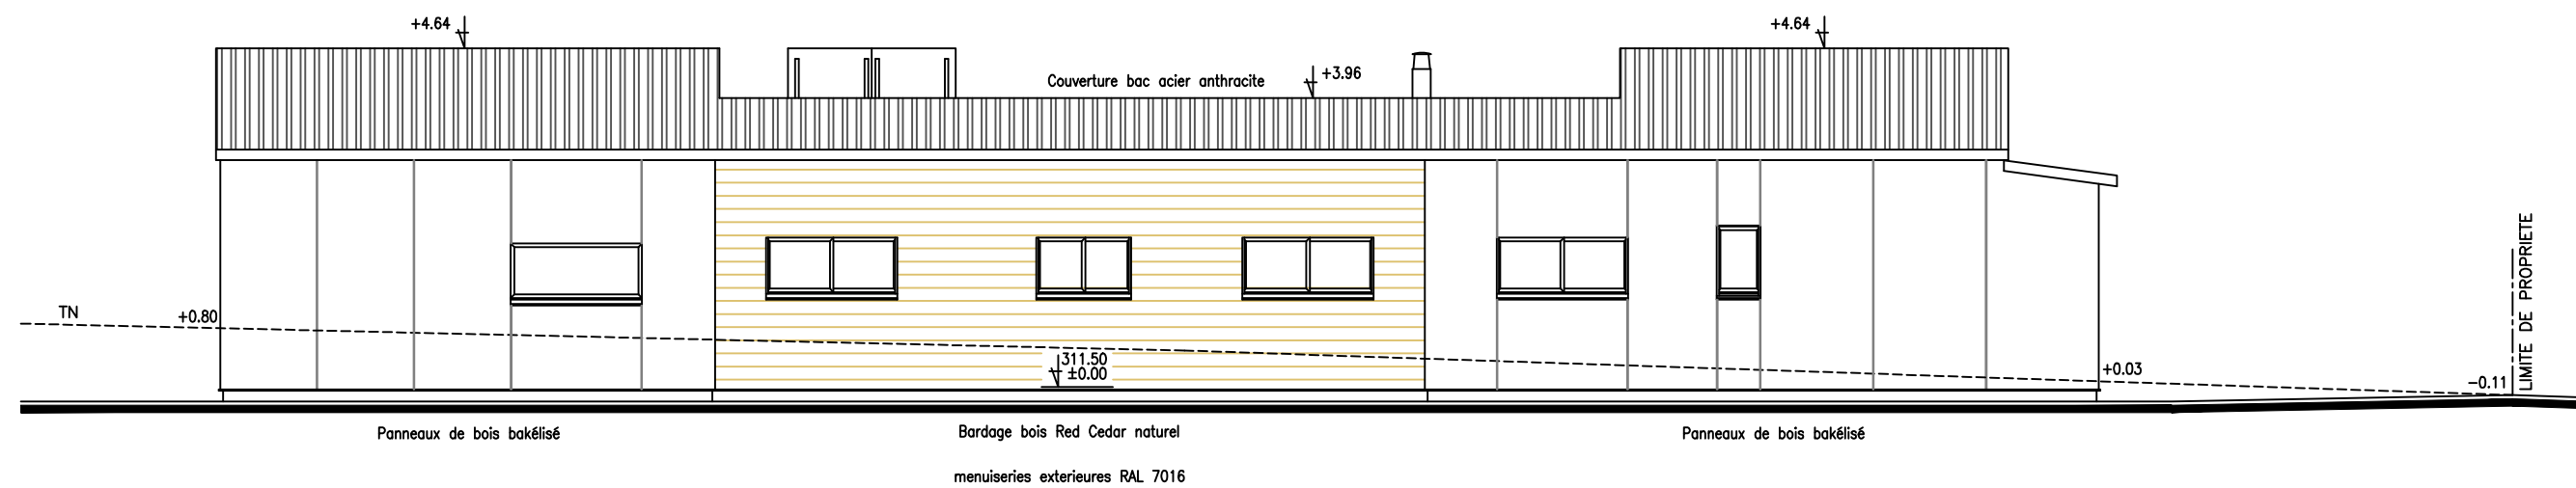 +4.64
+4.64
Couverture bac acier anthracite
+3.96
TN
+0.80
311.50
±0.00
+0.03
-0.11
LIMITE DE PROPRIETE
Panneaux de bois bakélisé
Bardage bois Red Cedar naturel
Panneaux de bois bakélisé
menuiseries exterieures RAL 7016